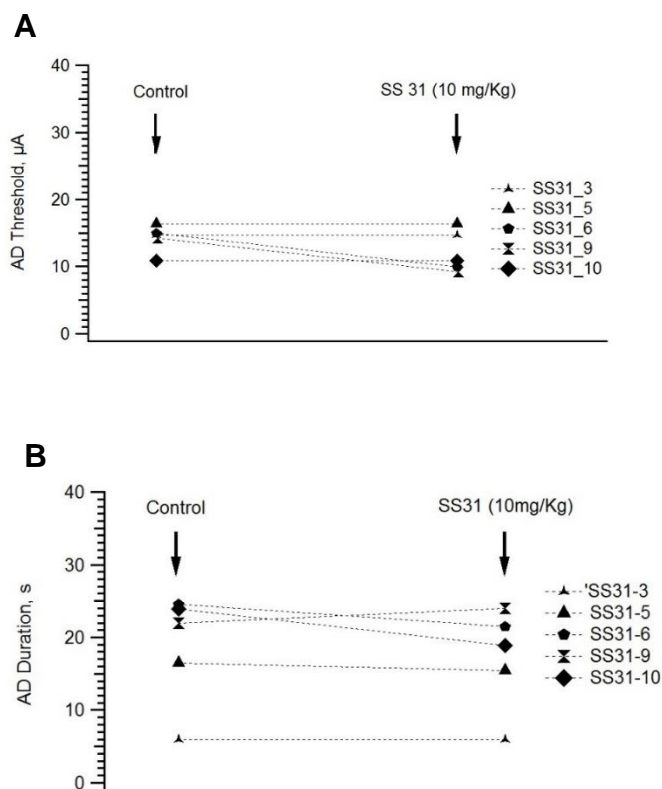 A
40
Control
SS 31 (10 mg/Kg)
30
AD Threshold, µA
20
SS31_3
SS31_5
SS31_6
10
SS31_9
SS31_10
0
B
40
Control
SS31 (10mg/Kg)
30
AD Duration, s
'SS31-3
SS31-5
20
SS31-6
SS31-9
SS31-10
10
0